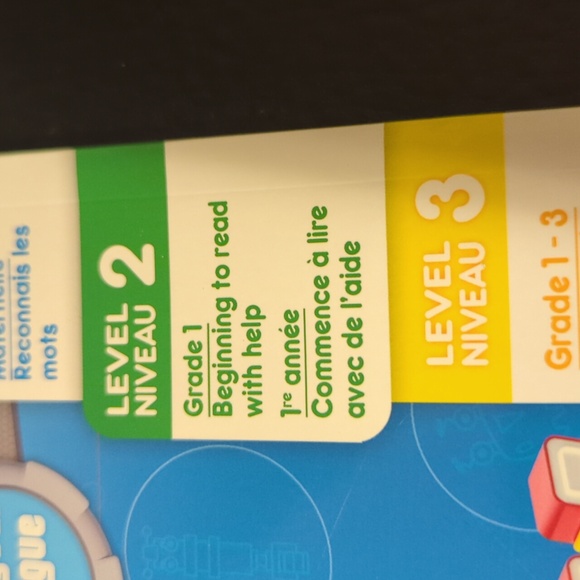 Reconnais les
mots
LEVEL
NIVEAU 2
Grade 1
Beginning to read
with help
1re année
Commence à lire
avec de l'aide
LEVEL
NIVEAU 3
Grade 1 - 3